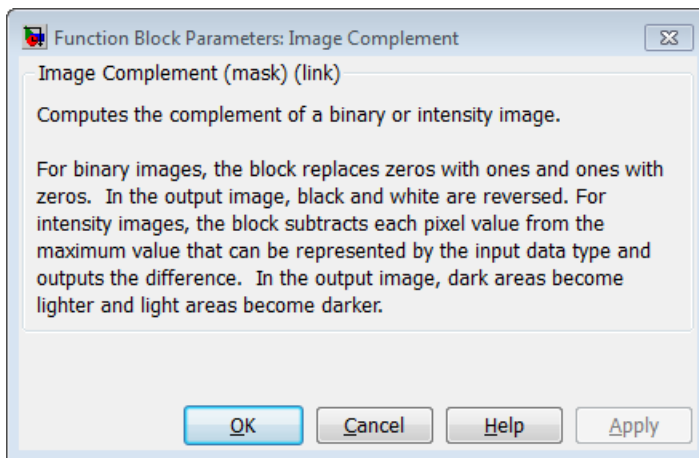 Function Block Parameters: Image Complement
Image Complement (mask) (link)
Computes the complement of a binary or intensity image.
For binary images, the block replaces zeros with ones and ones with
zeros.  In the output image, black and white are reversed. For
intensity images, the block subtracts each pixel value from the
maximum value that can be represented by the input data type and
outputs the difference.  In the output image, dark areas become
lighter and light areas become darker.
OK Cancel Help Apply